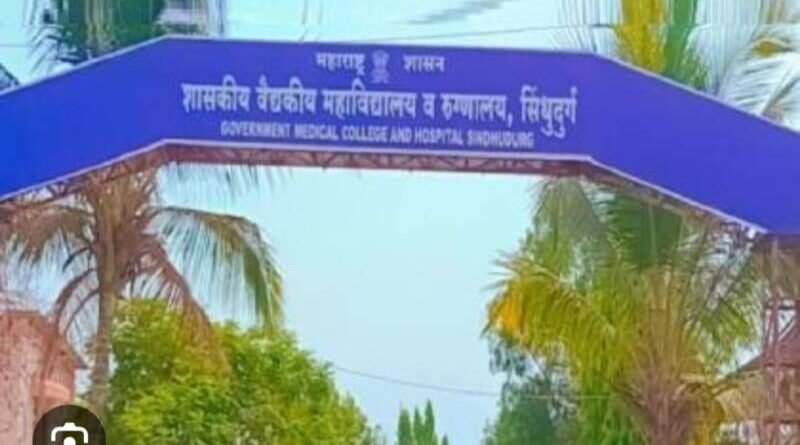 महाराष्ट्र शासन
शासकीय वैद्यकीय महाविद्यालय व रुग्णालय, सिंधुदुर्ग
GOVERNMENT MEDICAL COLLEGE AND HOSPITAL SINDHUDURG